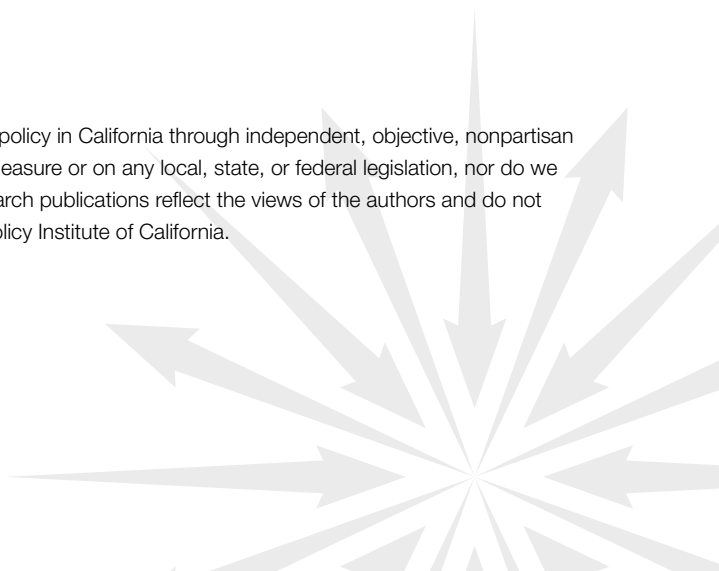 policy in California through independent, objective, nonpartisan
easure or on any local, state, or federal legislation, nor do we
arch publications reflect the views of the authors and do not
olicy Institute of California.